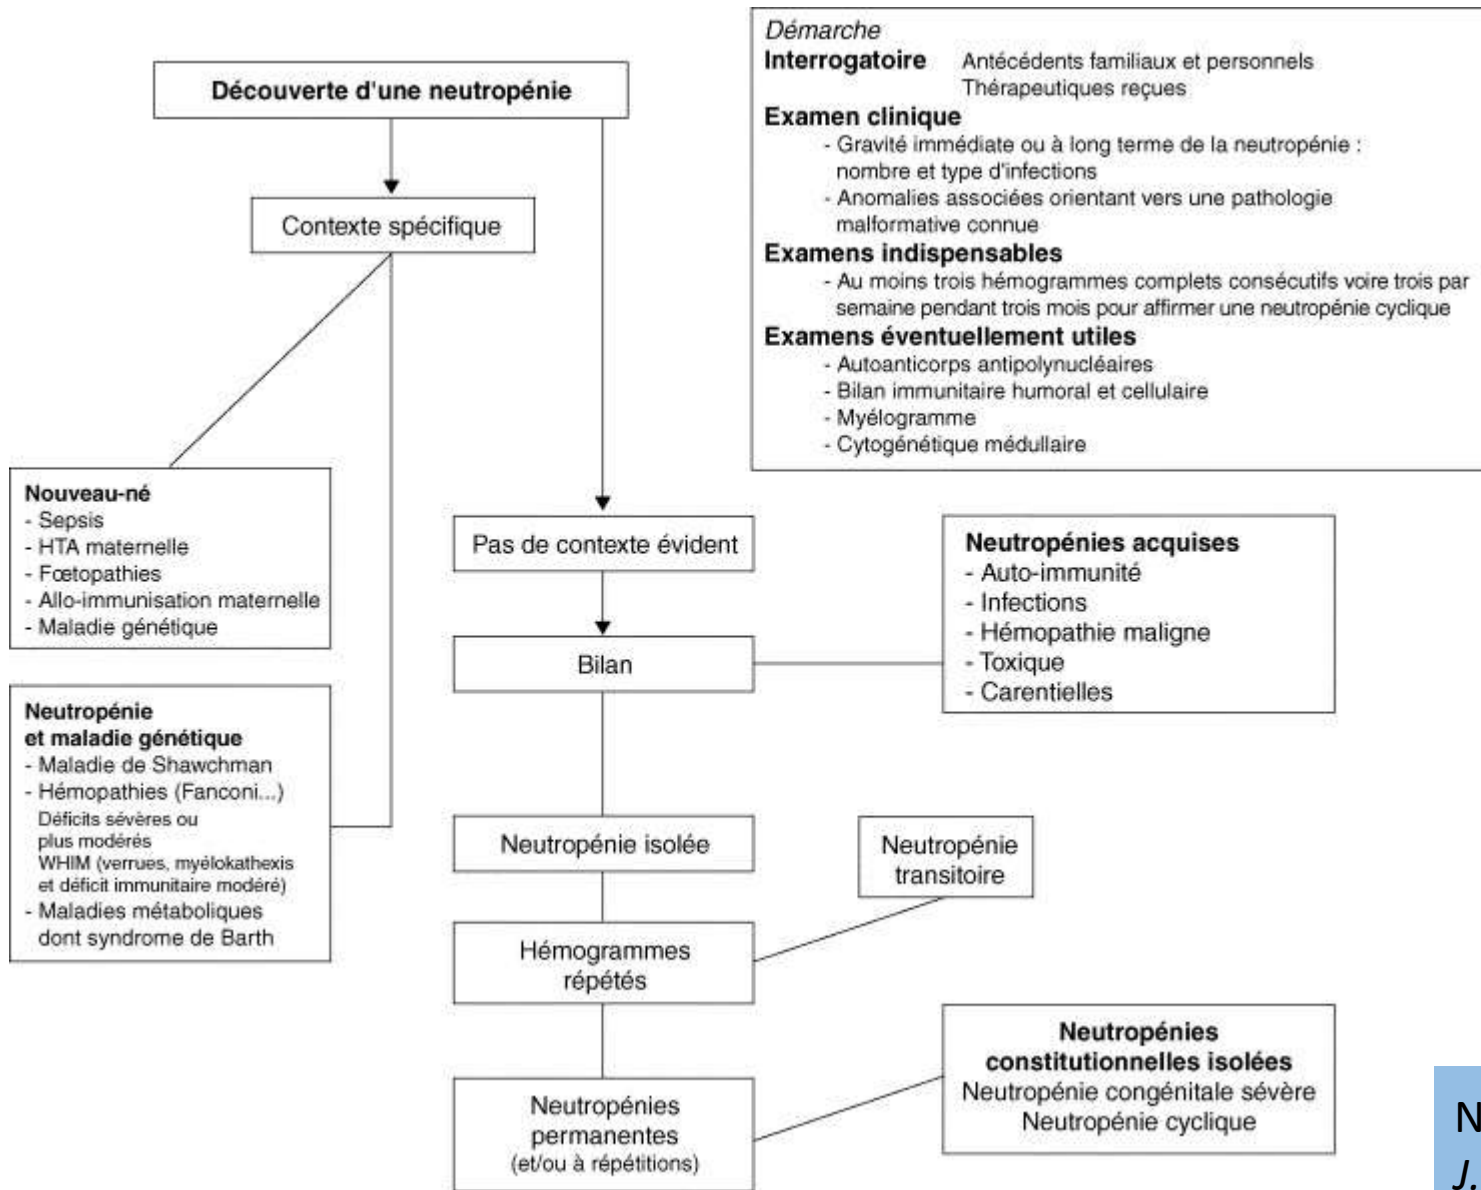 Découverte d'une neutropénie
Contexte spécifique
Nouveau-né
- Sepsis
- HTA maternelle
- Fœtopathies
- Allo-immunisation maternelle
- Maladie génétique
Neutropénie
et maladie génétique
- Maladie de Shawchman
- Hémopathies (Fanconi...)
Déficits sévères ou
plus modérés
WHIM (verrues, myélokathexis
et déficit immunitaire modéré)
- Maladies métaboliques
dont syndrome de Barth
Pas de contexte évident
Bilan
Neutropénies acquises
- Auto-immunité
- Infections
- Hémopathie maligne
- Toxique
- Carentielles
Neutropénie isolée
Hémogrammes
répétés
Neutropénie
transitoire
Neutropénies
permanentes
(et/ou à répétitions)
Neutropénies
constitutionnelles isolées
Neutropénie congénitale sévère
Neutropénie cyclique
Démarche
Interrogatoire Antécédents familiaux et personnels
Thérapeutiques reçues
Examen clinique
- Gravité immédiate ou à long terme de la neutropénie :
nombre et type d'infections
- Anomalies associées orientant vers une pathologie
malformative connue
Examens indispensables
- Au moins trois hémogrammes complets consécutifs voire trois par
semaine pendant trois mois pour affirmer une neutropénie cyclique
Examens éventuellement utiles
- Autoanticorps antipolynucléaires
- Bilan immunitaire humoral et cellulaire
- Myélogramme
- Cytogénétique médullaire
N
J.